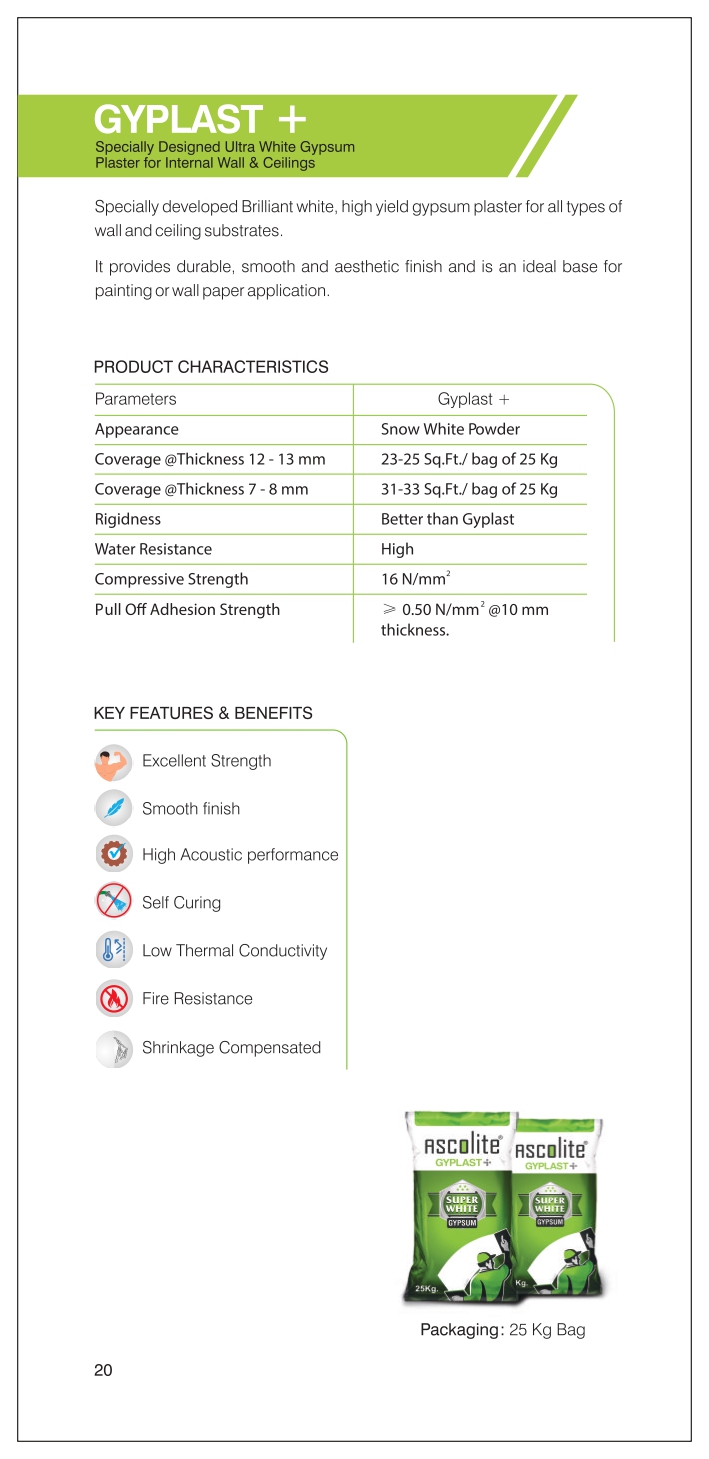 GYPLAST +
Specially Designed Ultra White Gypsum
Plaster for Internal Wall & Ceilings
Specially developed Brilliant white, high yield gypsum plaster for all types of
wall and ceiling substrates.
It provides durable, smooth and aesthetic finish and is an ideal base for
painting or wall paper application.
PRODUCT CHARACTERISTICS
Parameters Gyplast +
Appearance Snow White Powder
Coverage @Thickness 12 - 13 mm 23-25 Sq.Ft./ bag of 25 Kg
Coverage @Thickness 7 - 8 mm 31-33 Sq.Ft./ bag of 25 Kg
Rigidness Better than Gyplast
Water Resistance High
Compressive Strength 16 N/mm²
Pull Off Adhesion Strength ⩾ 0.50 N/mm² @10 mm
thickness.
KEY FEATURES & BENEFITS
Excellent Strength
Smooth finish
High Acoustic performance
Self Curing
Low Thermal Conductivity
Fire Resistance
Shrinkage Compensated
ASCOLITE®
GYPLAST+
SUPER
WHITE
GYPSUM
25Kg.
ASCOLITE®
GYPLAST+
SUPER
WHITE
GYPSUM
Kg.
Packaging: 25 Kg Bag
20